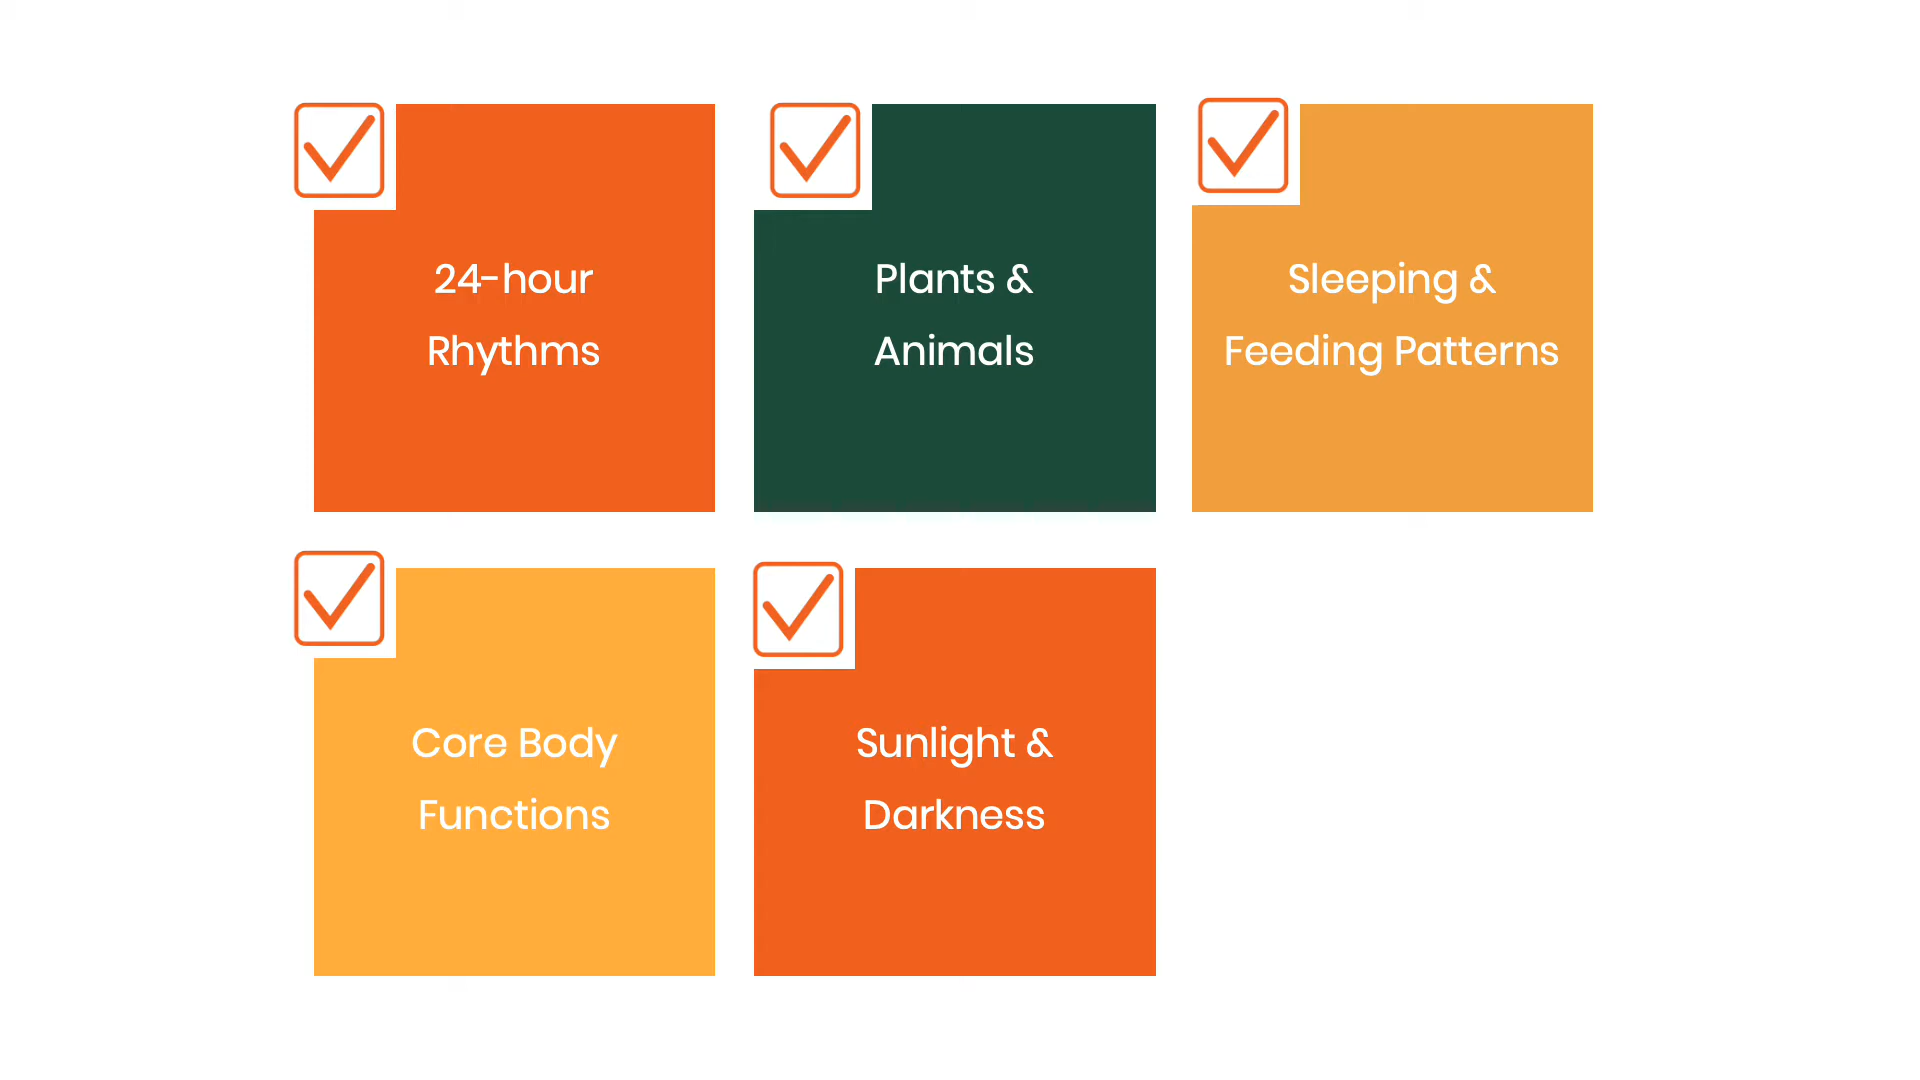 24-hour
Rhythms
Plants &
Animals
Sleeping &
Feeding Patterns
Core Body
Functions
Sunlight &
Darkness